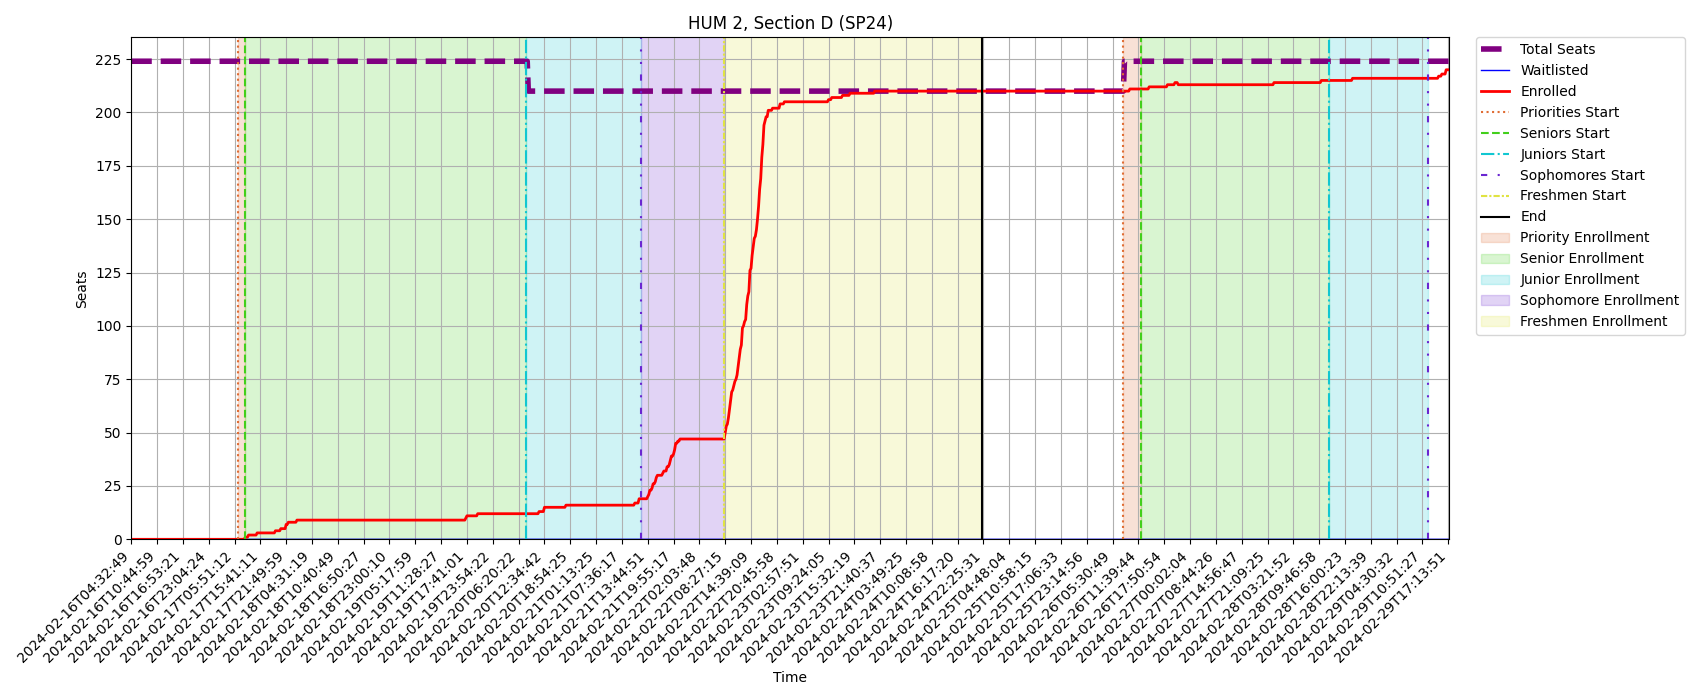 HUM 2, Section D (SP24)
Seats
225
200
175
150
125
100
75
50
25
0
2024-02-16T04:32:49
2024-02-16T10:44:59
2024-02-16T16:53:21
2024-02-16T23:04:24
2024-02-17T05:51:12
2024-02-17T15:41:11
2024-02-17T21:49:59
2024-02-18T04:31:19
2024-02-18T10:40:49
2024-02-18T16:50:27
2024-02-18T23:00:10
2024-02-19T05:17:59
2024-02-19T11:28:27
2024-02-19T17:41:01
2024-02-19T23:54:22
2024-02-20T06:20:22
2024-02-20T12:34:42
2024-02-20T18:54:25
2024-02-21T01:13:25
2024-02-21T07:36:17
2024-02-21T13:44:51
2024-02-21T19:55:17
2024-02-22T02:03:48
2024-02-22T08:27:15
2024-02-22T14:39:09
2024-02-22T20:45:58
2024-02-23T02:57:51
2024-02-23T09:24:05
2024-02-23T15:32:19
2024-02-23T21:40:37
2024-02-24T03:49:25
2024-02-24T10:08:58
2024-02-24T16:17:20
2024-02-24T22:25:31
2024-02-25T04:48:04
2024-02-25T10:58:15
2024-02-25T17:06:33
2024-02-25T23:14:56
2024-02-26T05:30:49
2024-02-26T11:39:44
2024-02-26T17:50:54
2024-02-27T00:02:04
2024-02-27T08:44:26
2024-02-27T14:56:47
2024-02-27T21:09:25
2024-02-28T03:21:52
2024-02-28T09:46:58
2024-02-28T16:00:23
2024-02-28T22:13:39
2024-02-29T04:30:32
2024-02-29T10:51:27
2024-02-29T17:13:51
Time
Total Seats
Waitlisted
Enrolled
Priorities Start
Seniors Start
Juniors Start
Sophomores Start
Freshmen Start
End
Priority Enrollment
Senior Enrollment
Junior Enrollment
Sophomore Enrollment
Freshmen Enrollment